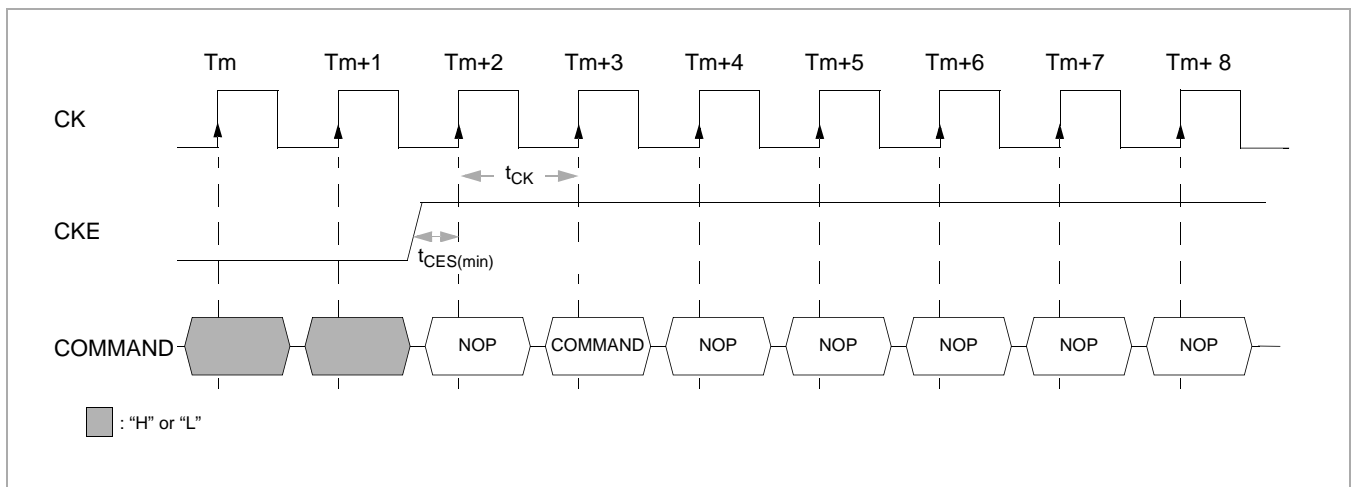 Tm Tm+1 Tm+2 Tm+3 Tm+4 Tm+5 Tm+6 Tm+7 Tm+ 8
CK
tCK
CKE
tCES(min)
COMMAND NOP COMMAND NOP NOP NOP NOP NOP
: “H” or “L”